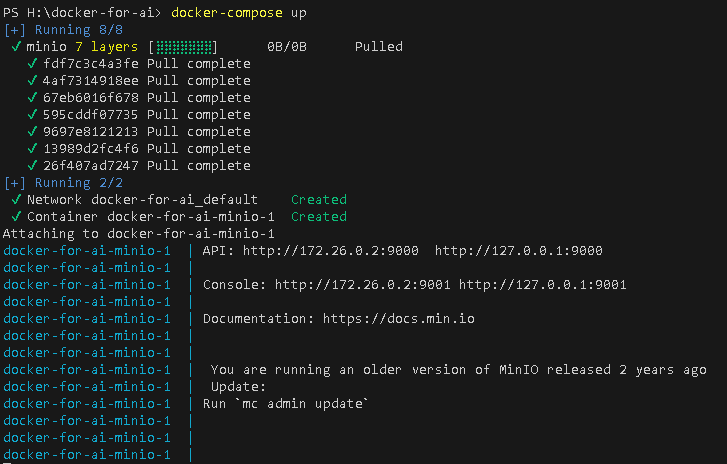 PS H:\docker-for-ai> docker-compose up
[+] Running 8/8
✓ minio 7 layers [⣿⣿⣿⣿⣿⣿⣿]      0B/0B      Pulled
✓ fdf7c3c4a3fe Pull complete
✓ 4af7314918ee Pull complete
✓ 67eb6016f678 Pull complete
✓ 595cddf07735 Pull complete
✓ 9697e8121213 Pull complete
✓ 13989d2fc4f6 Pull complete
✓ 26f407ad7247 Pull complete
[+] Running 2/2
✓ Network docker-for-ai_default    Created
✓ Container docker-for-ai-minio-1  Created
Attaching to docker-for-ai-minio-1
docker-for-ai-minio-1  | API: http://172.26.0.2:9000  http://127.0.0.1:9000
docker-for-ai-minio-1  |
docker-for-ai-minio-1  | Console: http://172.26.0.2:9001 http://127.0.0.1:9001
docker-for-ai-minio-1  |
docker-for-ai-minio-1  | Documentation: https://docs.min.io
docker-for-ai-minio-1  |
docker-for-ai-minio-1  |
docker-for-ai-minio-1  |  You are running an older version of MinIO released 2 years ago
docker-for-ai-minio-1  |  Update:
docker-for-ai-minio-1  | Run `mc admin update`
docker-for-ai-minio-1  |
docker-for-ai-minio-1  |
docker-for-ai-minio-1  |